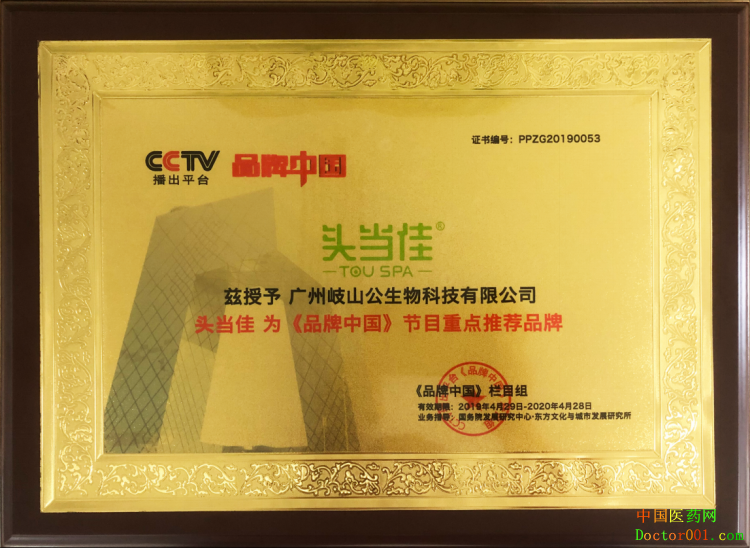 证书编号：PPZG20190053
CCTV 品牌中国
播出平台
头当佳®
TOU SPA
兹授予 广州岐山公生物科技有限公司
头当佳 为《品牌中国》节目重点推荐品牌
《品牌中国》栏目组
有效期限：2019年4月29日-2020年4月28日
业务指导：国务院发展研究中心·东方文化与城市发展研究所
中国医药网
Doctor001.com